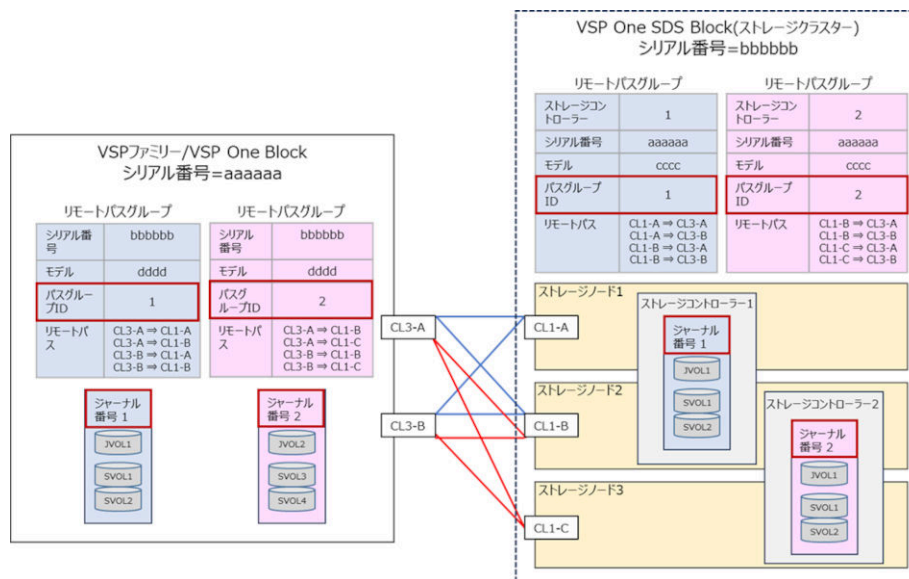 VSP One SDS Block(ストレージクラスター)
シリアル番号=bbbbbb
リモートパスグループ
ストレージコン
トローラー
1
シリアル番号
aaaaaa
モデル
cccc
パスグループ
ID
1
リモートパス
CL1-A ⇒ CL3-A
CL1-A ⇒ CL3-B
CL1-B ⇒ CL3-A
CL1-B ⇒ CL3-B
リモートパスグループ
ストレージコン
トローラー
2
シリアル番号
aaaaaa
モデル
cccc
パスグループ
ID
2
リモートパス
CL1-B ⇒ CL3-A
CL1-B ⇒ CL3-B
CL1-C ⇒ CL3-A
CL1-C ⇒ CL3-B
VSPファミリー/VSP One Block
シリアル番号=aaaaaa
リモートパスグループ
シリアル番
号
bbbbbb
モデル
dddd
パスグルー
プID
1
リモートパ
ス
CL3-A ⇒ CL1-A
CL3-A ⇒ CL1-B
CL3-B ⇒ CL1-A
CL3-B ⇒ CL1-B
リモートパスグループ
シリアル
番号
bbbbbb
モデル
dddd
パスグ
ループID
2
リモートパ
ス
CL3-A ⇒ CL1-B
CL3-A ⇒ CL1-C
CL3-B ⇒ CL1-B
CL3-B ⇒ CL1-C
ジャーナル
番号 1
JVOL1
SVOL1
SVOL2
ジャーナル
番号 2
JVOL2
SVOL3
SVOL4
CL3-A
CL3-B
ストレージノード1
CL1-A
ストレージノード2
CL1-B
ストレージノード3
CL1-C
ストレージコントローラー1
ジャーナル
番号 1
JVOL1
SVOL1
SVOL2
ストレージコントローラー2
ジャーナル
番号 2
JVOL1
SVOL1
SVOL2